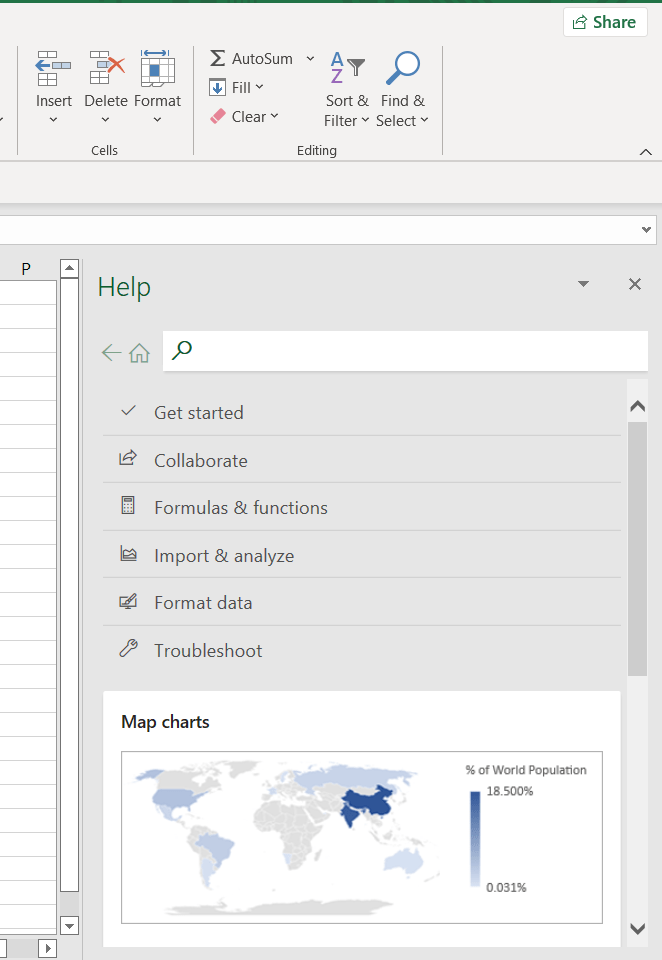 Share
AutoSum
Fill
Clear
Insert
Delete
Format
Sort &
Filter
Find &
Select
Cells
Editing
P
Help
Get started
Collaborate
Formulas & functions
Import & analyze
Format data
Troubleshoot
Map charts
% of World Population
18.500%
0.031%